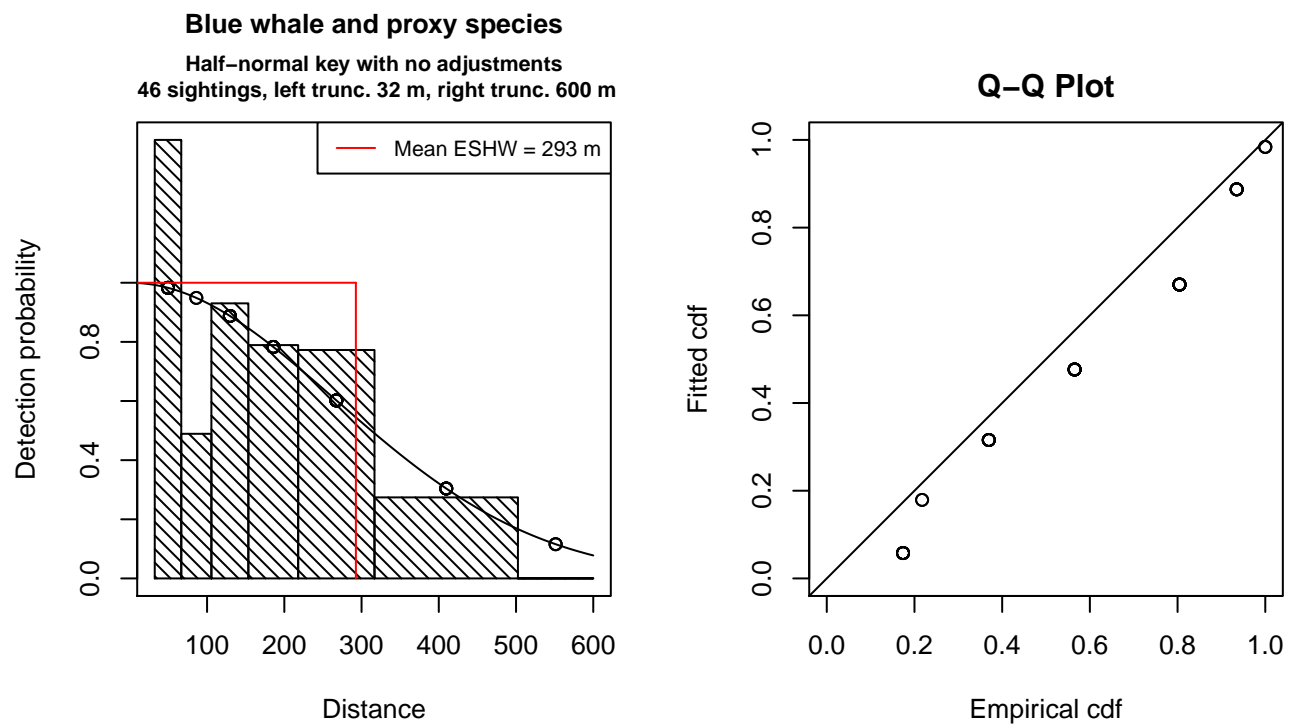 Blue whale and proxy species
Half−normal key with no adjustments
46 sightings, left trunc. 32 m, right trunc. 600 m
Mean ESHW = 293 m
Detection probability
0.0
0.4
0.8
100 200 300 400 500 600
Distance
Q−Q Plot
Fitted cdf
0.0
0.2
0.4
0.6
0.8
1.0
0.0 0.2 0.4 0.6 0.8 1.0
Empirical cdf